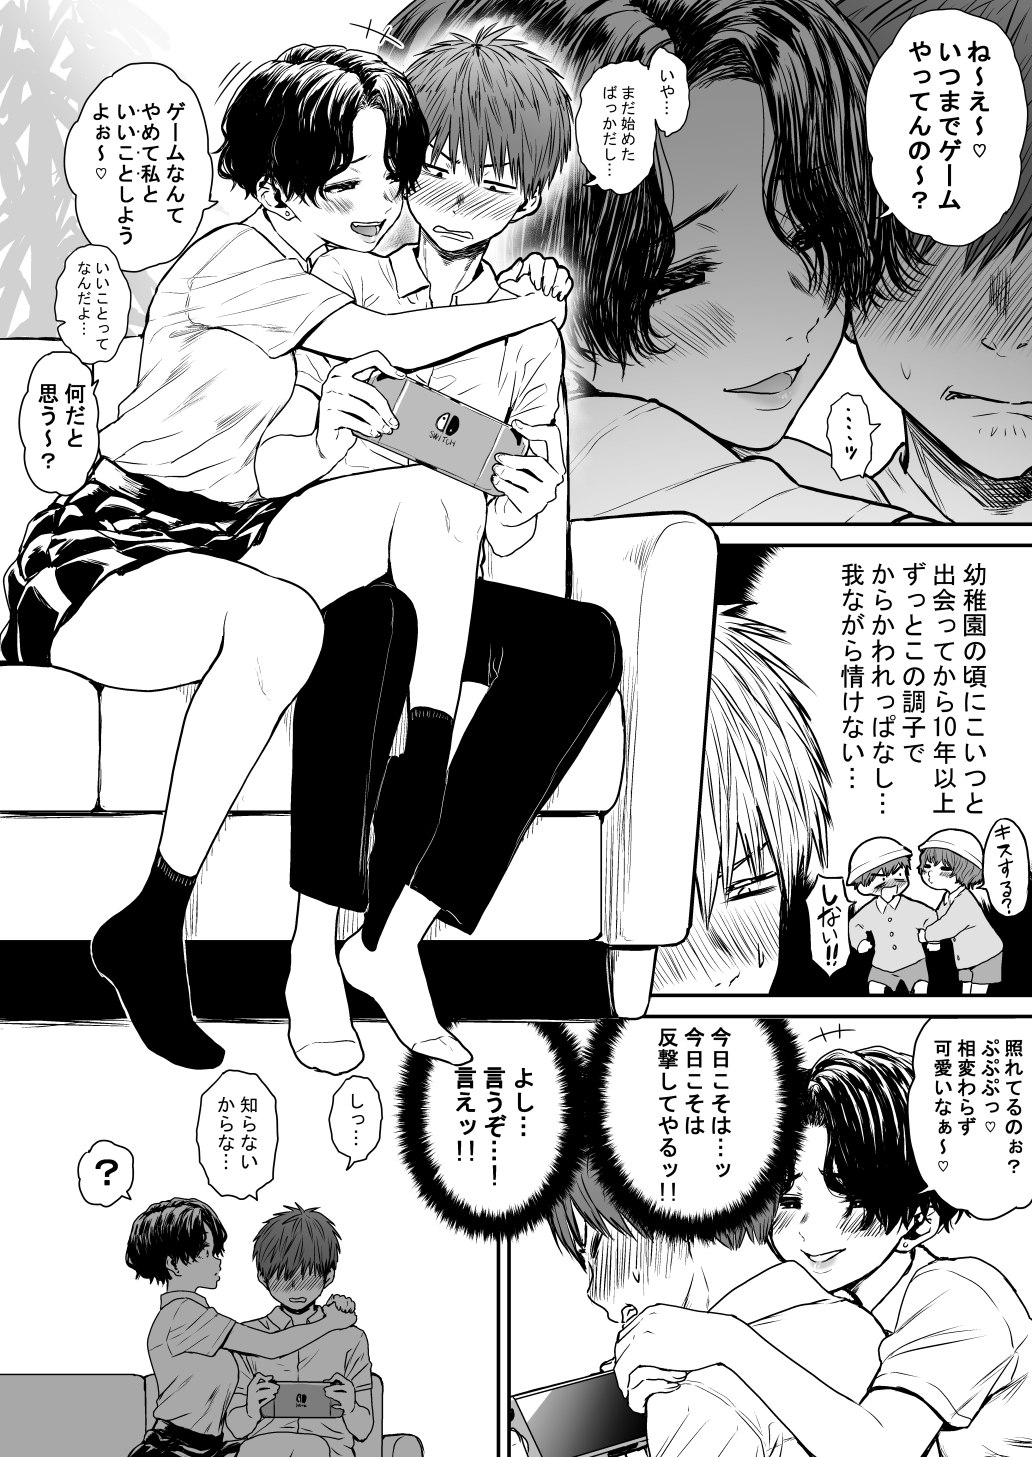 ね〜え〜♡
いつまでゲーム
やってんの〜？
いや…
まだ始めた
ばっかだし…
……ッ
ゲームなんて
やめて私と
いいことしよう
よぉ〜♡
いいことって
なんだよ…
何だと
思う〜？
SWITCH
幼稚園の頃にこいつと
出会ってから10年以上
ずっとこの調子で
からかわれっぱなし…
我ながら情けない…
キスする？
しない!!
照れてるのぉ？
ぷぷぷっ♡
相変わらず
可愛いなぁ〜♡
今日こそは…ッ
今日こそは
反撃してやるッ!!
よし…
言うぞ…！
言えッ!!
しっ…
知らない
からな…
？